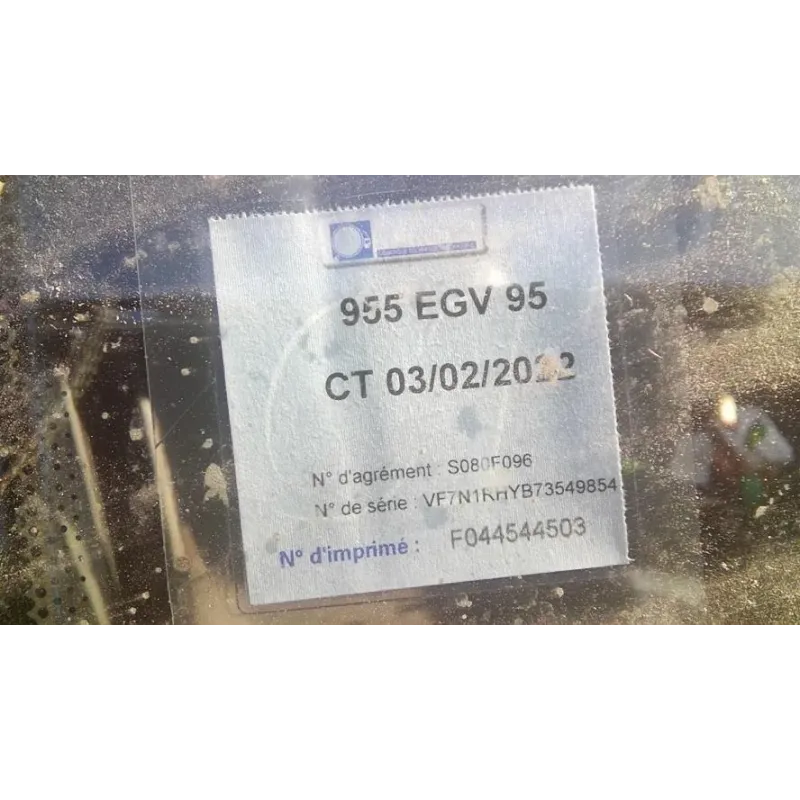 955 EGV 95
CT 03/02/2022
N° d'agrément : S080F096
N° de série : VF7N1RHYB73549854
N° d'imprimé : F044544503